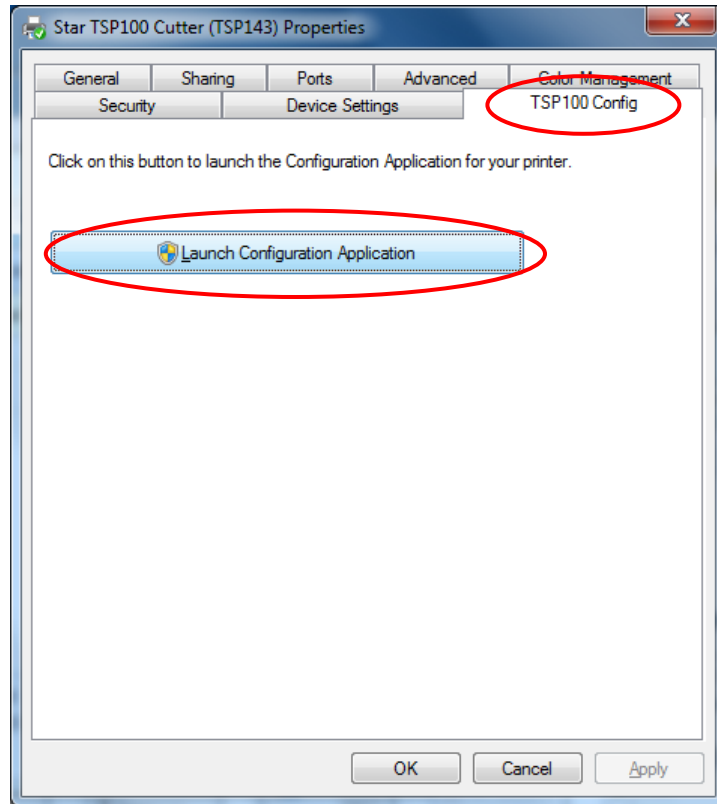 Star TSP100 Cutter (TSP143) Properties
General Sharing Ports Advanced Color Management
Security Device Settings TSP100 Config
Click on this button to launch the Configuration Application for your printer.
Launch Configuration Application
OK Cancel Apply